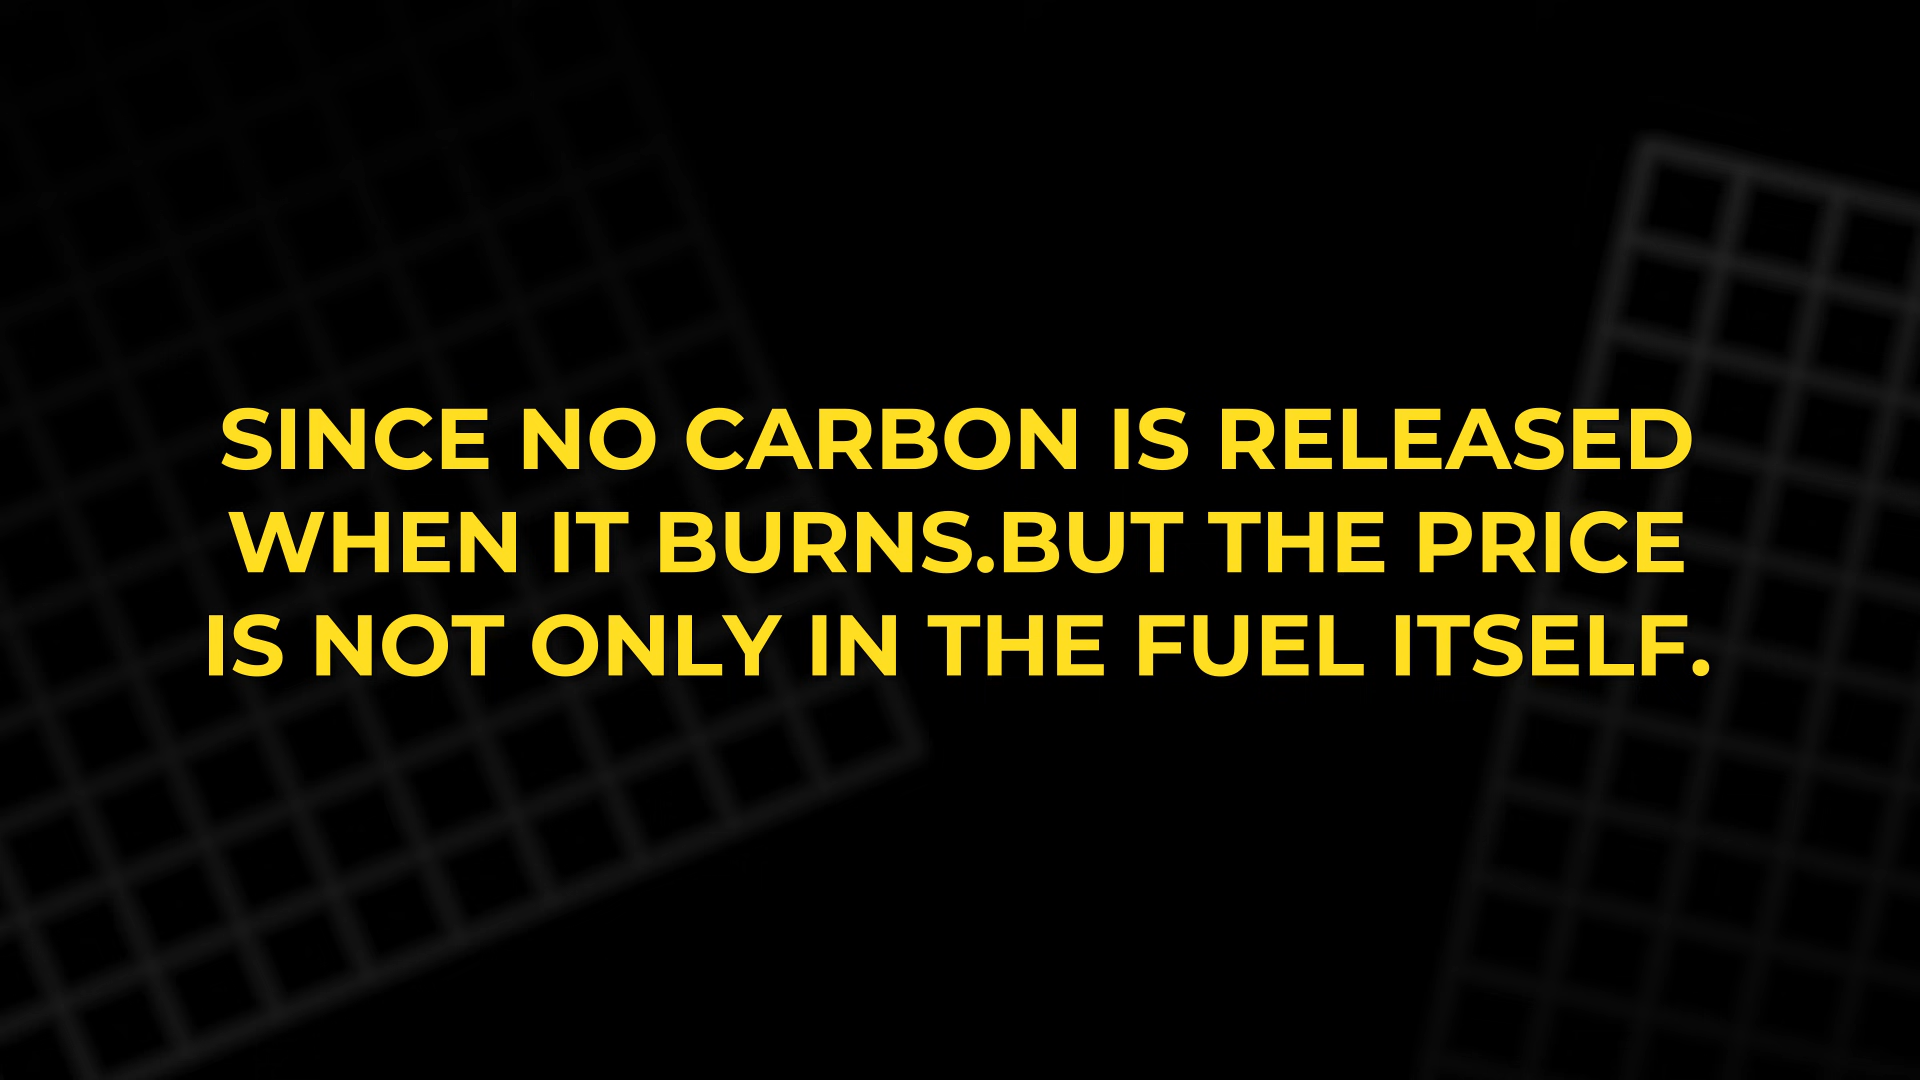 SINCE NO CARBON IS RELEASED
WHEN IT BURNS.BUT THE PRICE
IS NOT ONLY IN THE FUEL ITSELF.